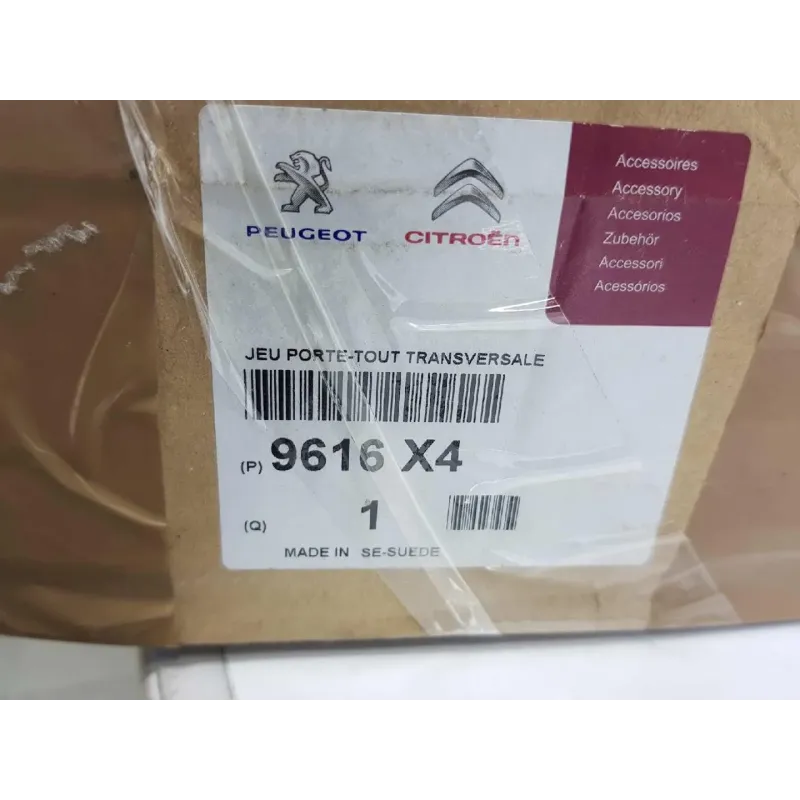 PEUGEOT
CITROËN
Accessoires
Accessory
Accesorios
Zubehör
Accessori
Acessórios
JEU PORTE-TOUT TRANSVERSALE
(P) 9616 X4
(Q) 1
MADE IN SE-SUEDE